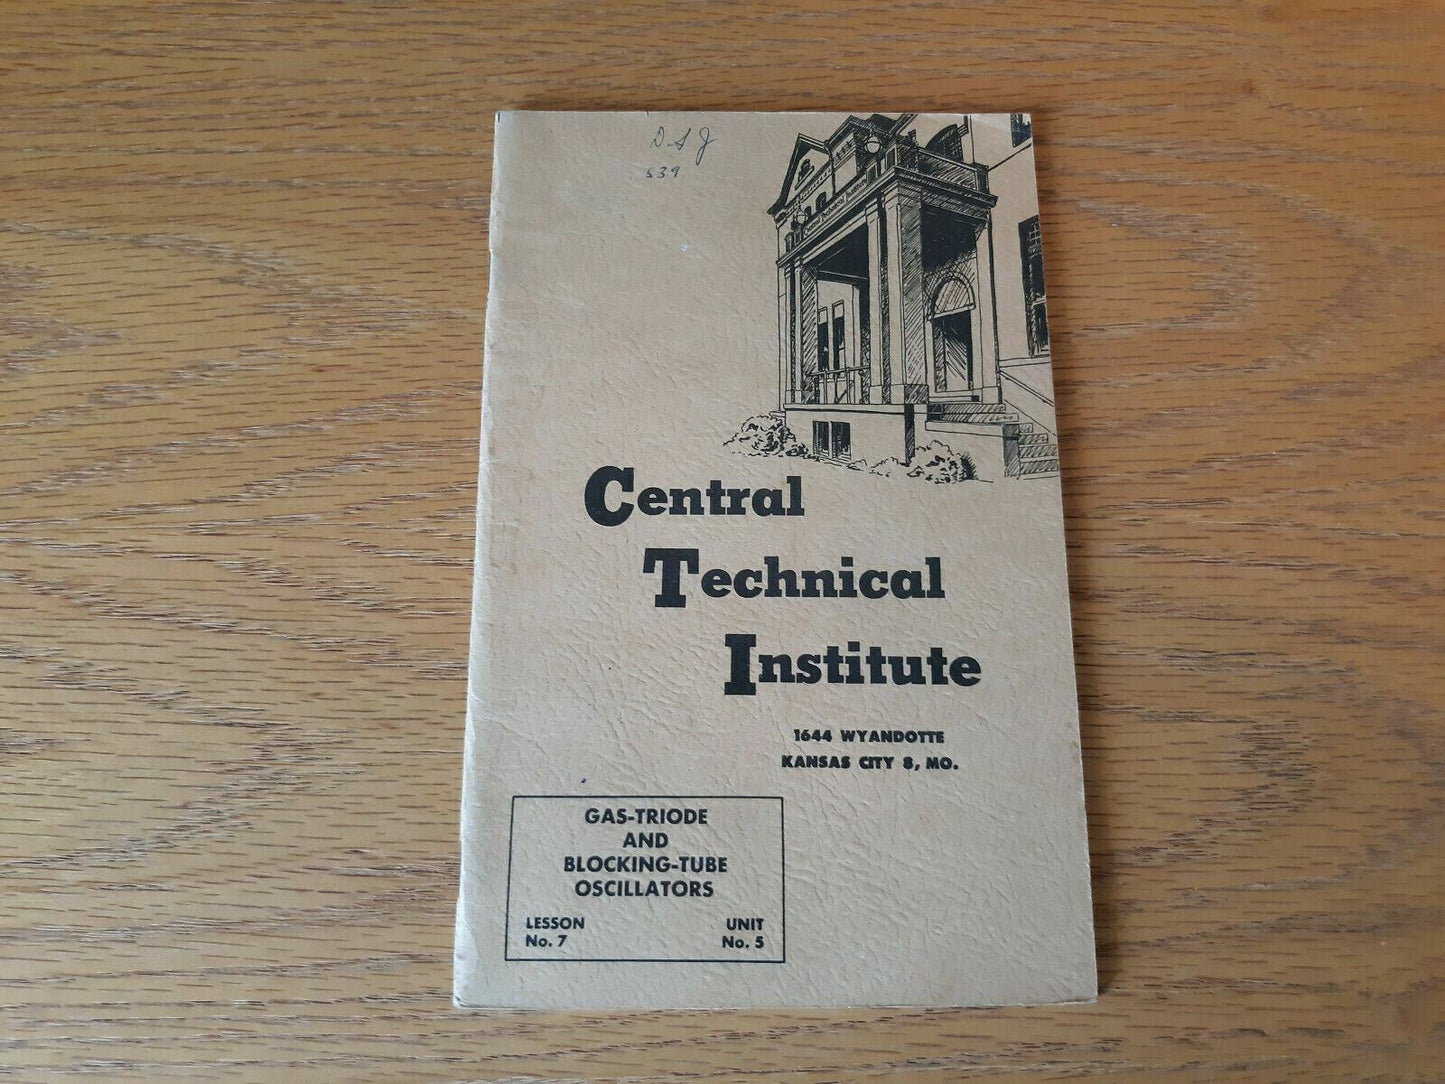 D.S.J
539
Central
Technical
Institute
1644 WYANDOTTE
KANSAS CITY 8, MO.
GAS-TRIODE
AND
BLOCKING-TUBE
OSCILLATORS
LESSON UNIT
No. 7 No. 5